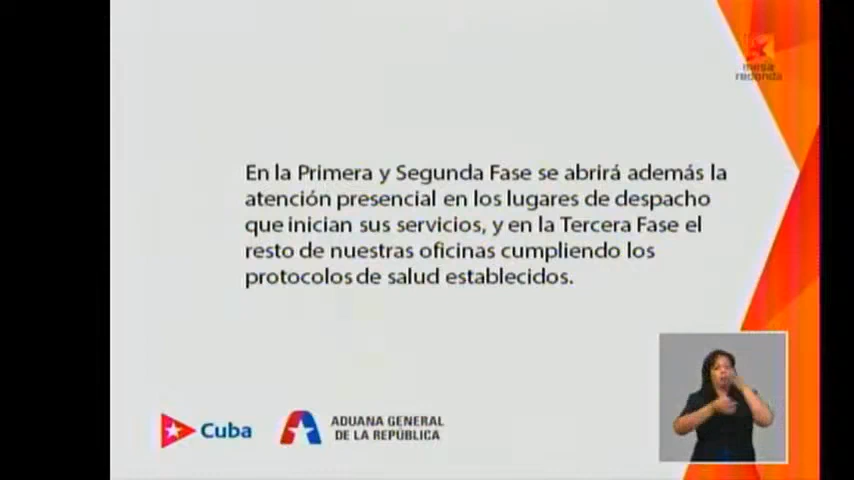 mesa
redonda
En la Primera y Segunda Fase se abrirá además la
atención presencial en los lugares de despacho
que inician sus servicios, y en la Tercera Fase el
resto de nuestras oficinas cumpliendo los
protocolos de salud establecidos.
Cuba
ADUANA GENERAL
DE LA REPÚBLICA